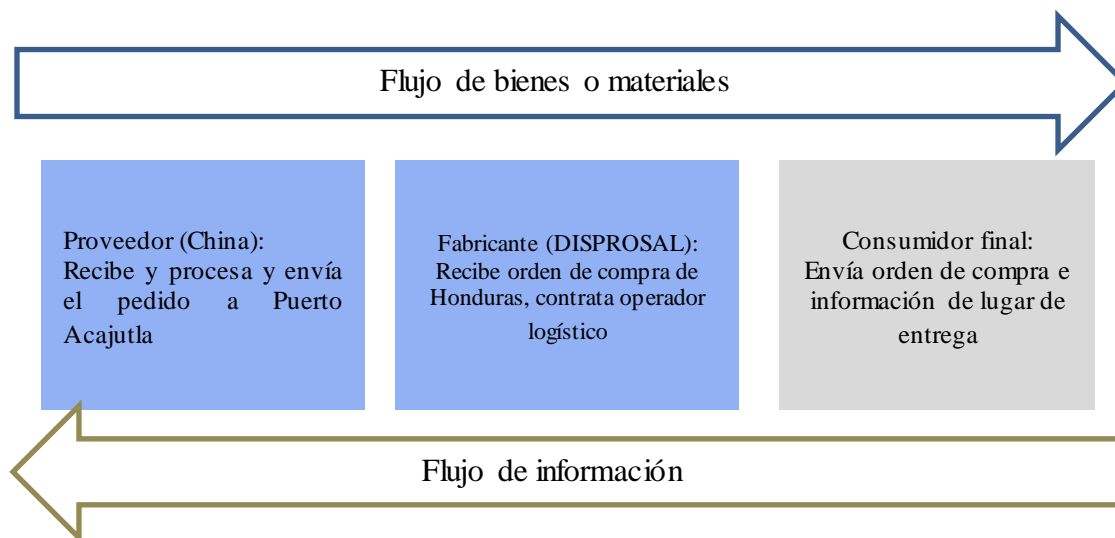 Flujo de bienes o materiales
Proveedor (China):
Recibe y procesa y envía
el pedido a Puerto
Acajutla
Fabricante (DISPROSAL):
Recibe orden de compra de
Honduras, contrata operador
logístico
Consumidor final:
Envía orden de compra e
información de lugar de
entrega
Flujo de información